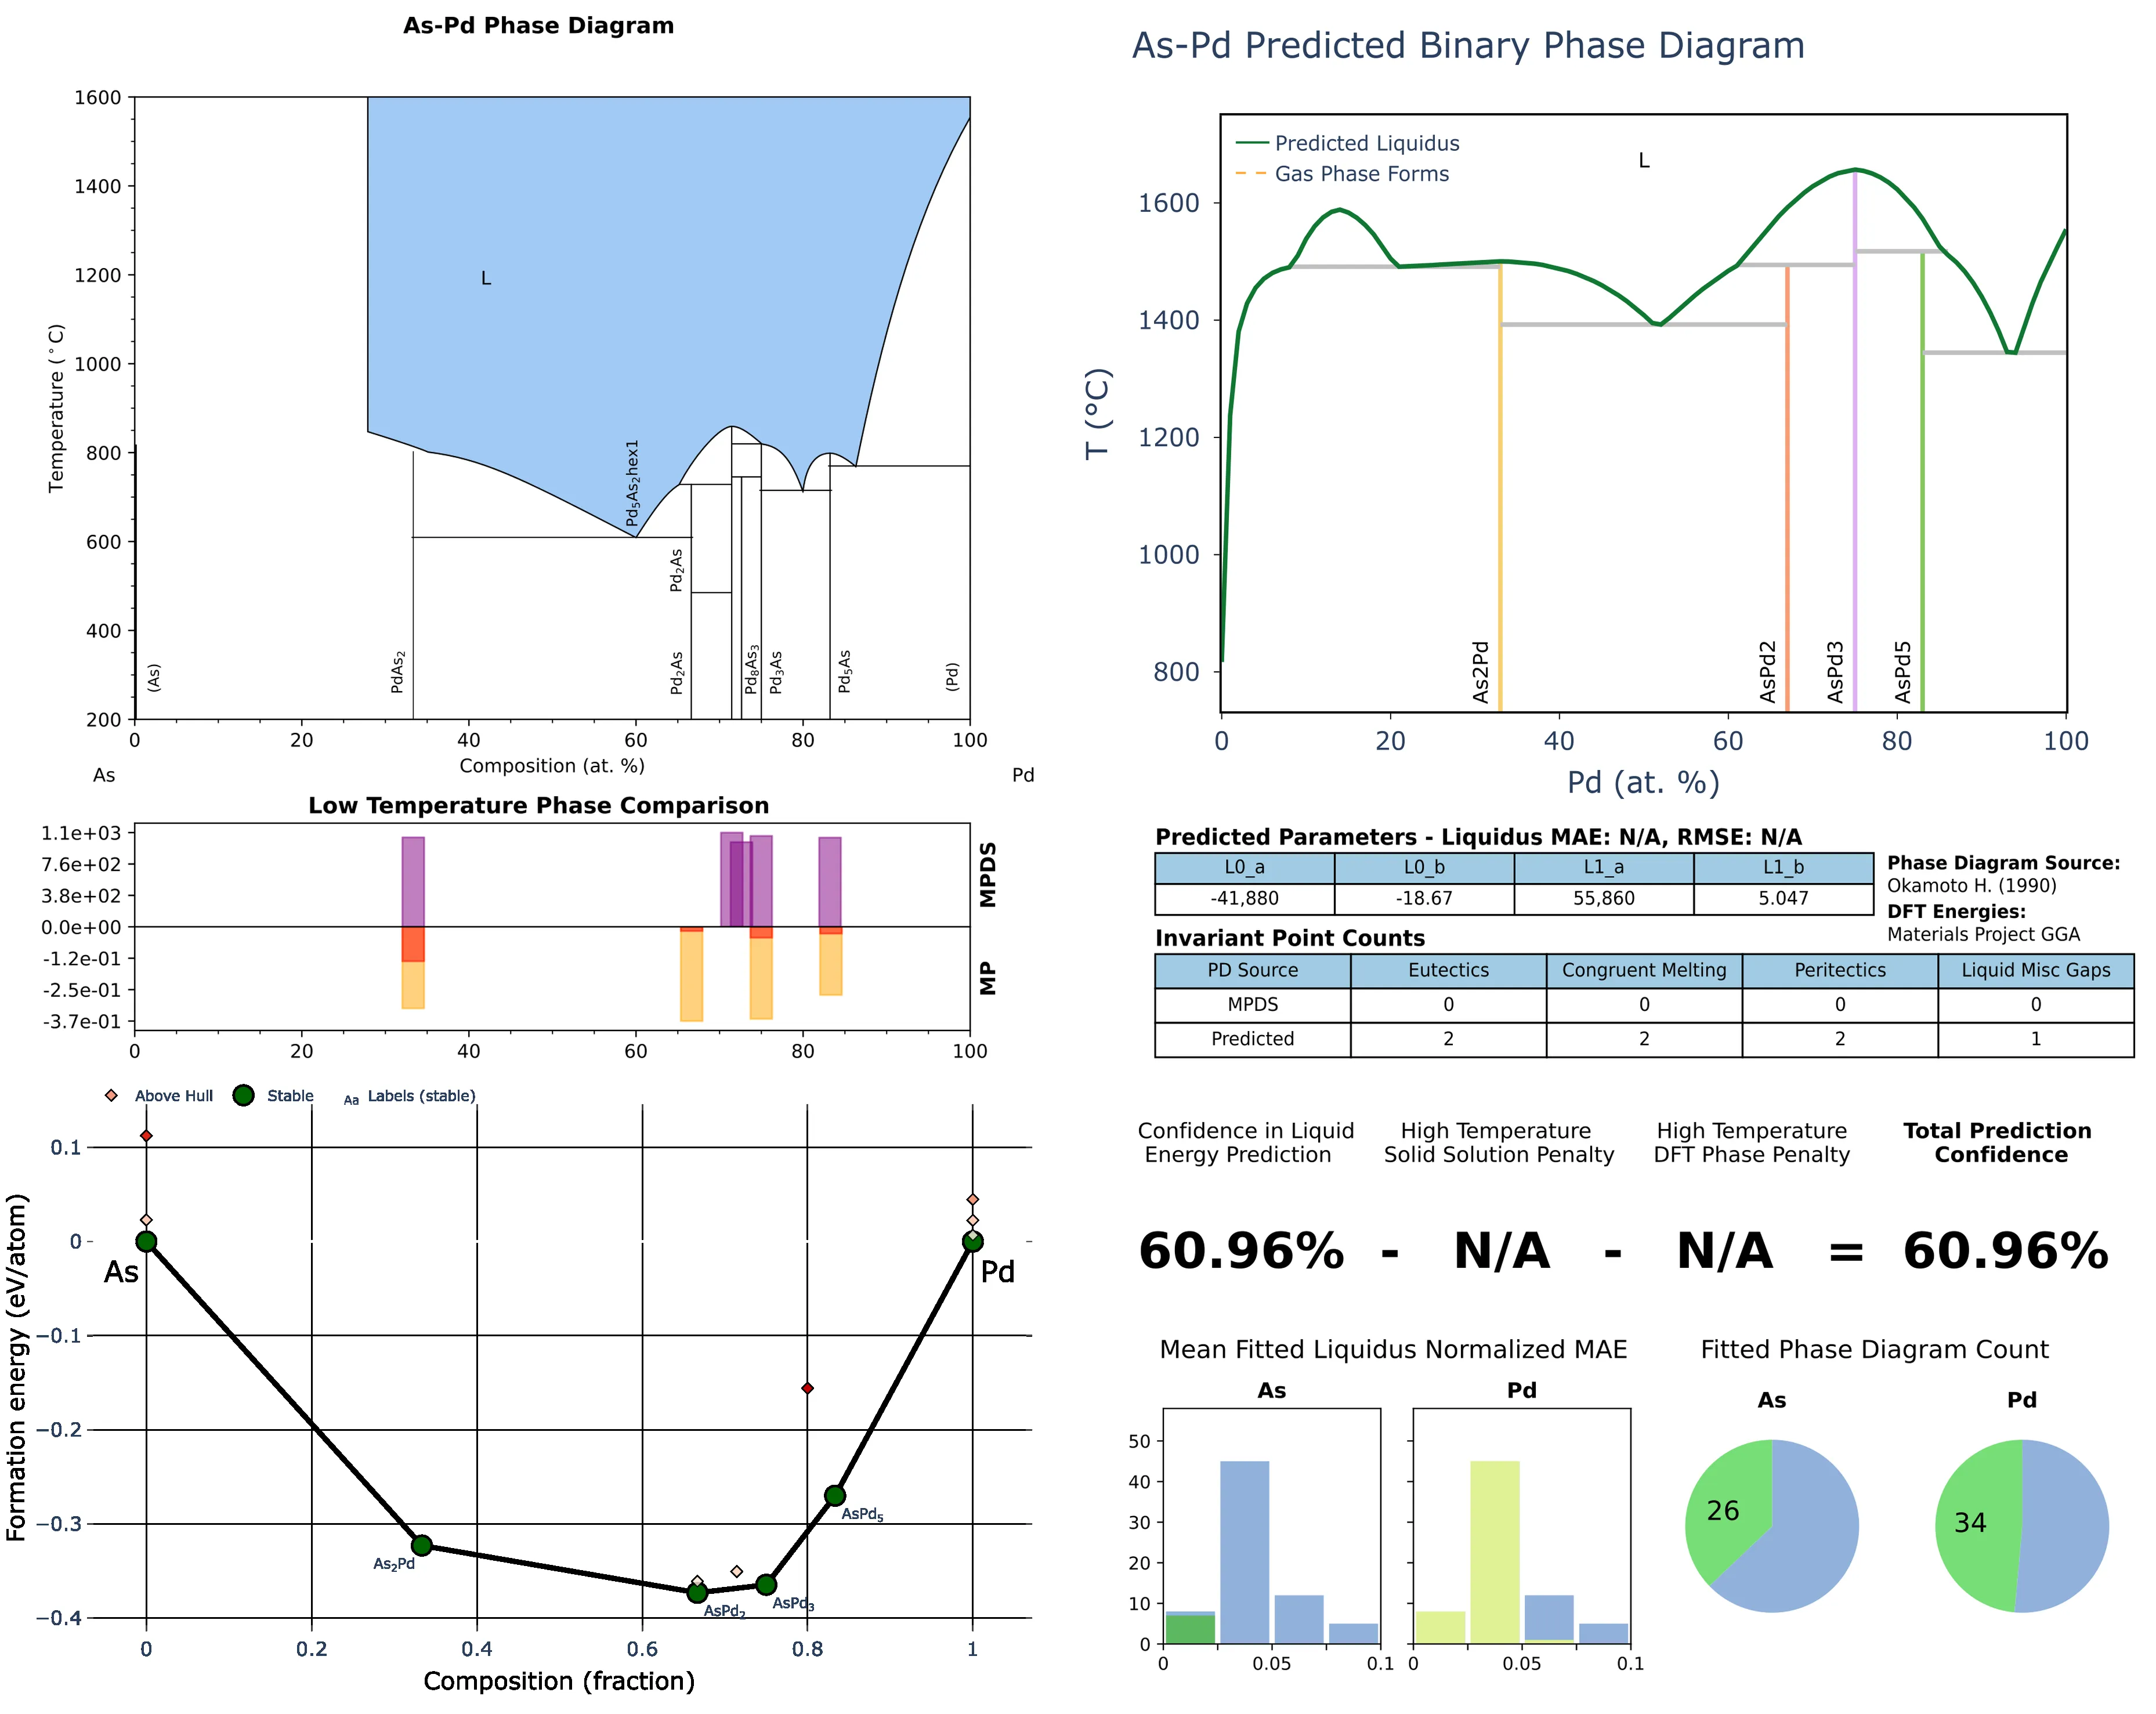 As-Pd Phase Diagram
1600
1400
1200
1000
800
600
400
200
Temperature (°C)
L
Pd₅As₂hex1
Pd₂As
(As)
PdAs₂
Pd₂As
Pd₈As₃
Pd₃As
Pd₅As
(Pd)
0 20 40 60 80 100
Composition (at. %)
As Pd
Low Temperature Phase Comparison
1.1e+03
7.6e+02
3.8e+02
0.0e+00
-1.2e-01
-2.5e-01
-3.7e-01
MPDS
MP
0 20 40 60 80 100
Above Hull Stable Aa Labels (stable)
0.1
0
−0.1
−0.2
−0.3
−0.4
Formation energy (eV/atom)
As
Pd
As₂Pd
AsPd₂
AsPd₃
AsPd₅
0 0.2 0.4 0.6 0.8 1
Composition (fraction)
As-Pd Predicted Binary Phase Diagram
Predicted Liquidus
Gas Phase Forms
L
1600
1400
1200
1000
800
T (°C)
As2Pd
AsPd2
AsPd3
AsPd5
0 20 40 60 80 100
Pd (at. %)
Predicted Parameters - Liquidus MAE: N/A, RMSE: N/A
L0_a L0_b L1_a L1_b
-41,880 -18.67 55,860 5.047
Phase Diagram Source:
Okamoto H. (1990)
DFT Energies:
Materials Project GGA
Invariant Point Counts
PD Source Eutectics Congruent Melting Peritectics Liquid Misc Gaps
MPDS 0 0 0 0
Predicted 2 2 2 1
Confidence in Liquid
Energy Prediction
High Temperature
Solid Solution Penalty
High Temperature
DFT Phase Penalty
Total Prediction
Confidence
60.96% - N/A - N/A = 60.96%
Mean Fitted Liquidus Normalized MAE
As
Pd
50
40
30
20
10
0
0 0.05 0.1
0 0.05 0.1
Fitted Phase Diagram Count
As
Pd
26
34